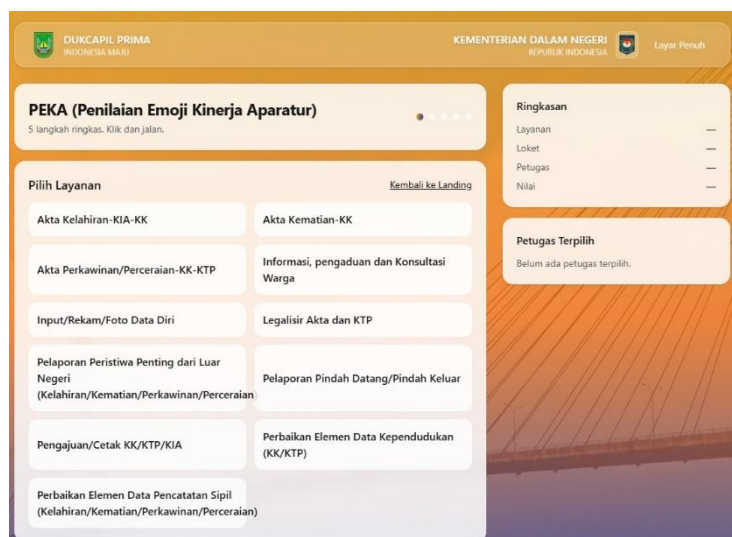 DUKCAPIL PRIMA
INDONESIA MAJU
KEMENTERIAN DALAM NEGERI
REPUBLIK INDONESIA
Layar Penuh
PEKA (Penilaian Emoji Kinerja Aparatur)
5 langkah ringkas. Klik dan jalan.
Pilih Layanan
Kembali ke Landing
Akta Kelahiran-KIA-KK
Akta Kematian-KK
Akta Perkawinan/Perceraian-KK-KTP
Informasi, pengaduan dan Konsultasi
Warga
Input/Rekam/Foto Data Diri
Legalisir Akta dan KTP
Pelaporan Peristiwa Penting dari Luar
Negeri
(Kelahiran/Kematian/Perkawinan/Perceraian)
Pelaporan Pindah Datang/Pindah Keluar
Pengajuan/Cetak KK/KTP/KIA
Perbaikan Elemen Data Kependudukan
(KK/KTP)
Perbaikan Elemen Data Pencatatan Sipil
(Kelahiran/Kematian/Perkawinan/Perceraian)
Ringkasan
Layanan —
Loket —
Petugas —
Nilai —
Petugas Terpilih
Belum ada petugas terpilih.